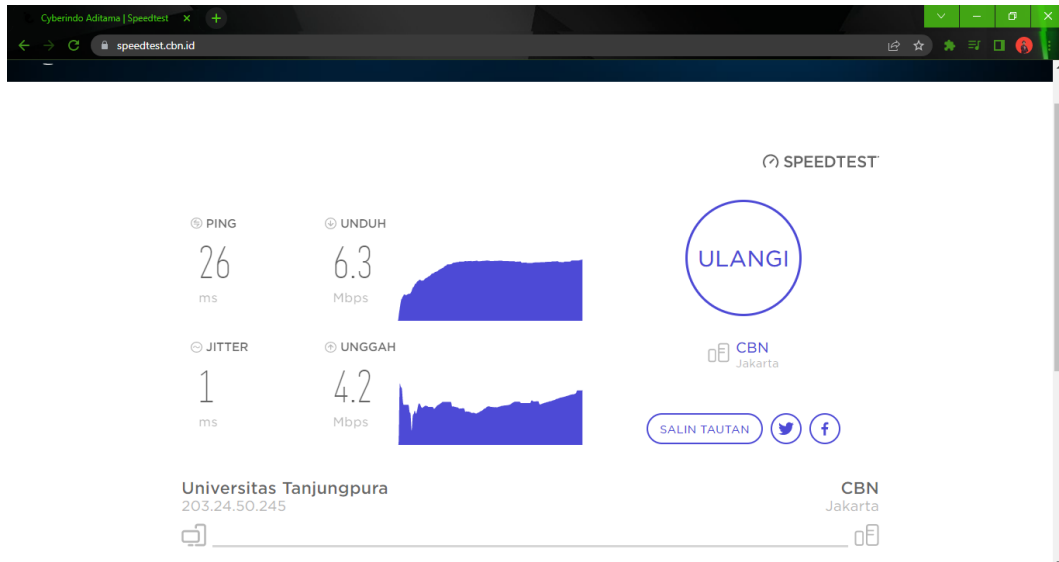 Cyberindo Aditama | Speedtest
speedtest.cbn.id
SPEEDTEST
PING
26
ms
UNDUH
6.3
Mbps
ULANGI
JITTER
1
ms
UNGGAH
4.2
Mbps
CBN
Jakarta
SALIN TAUTAN
Universitas Tanjungpura
203.24.50.245
CBN
Jakarta